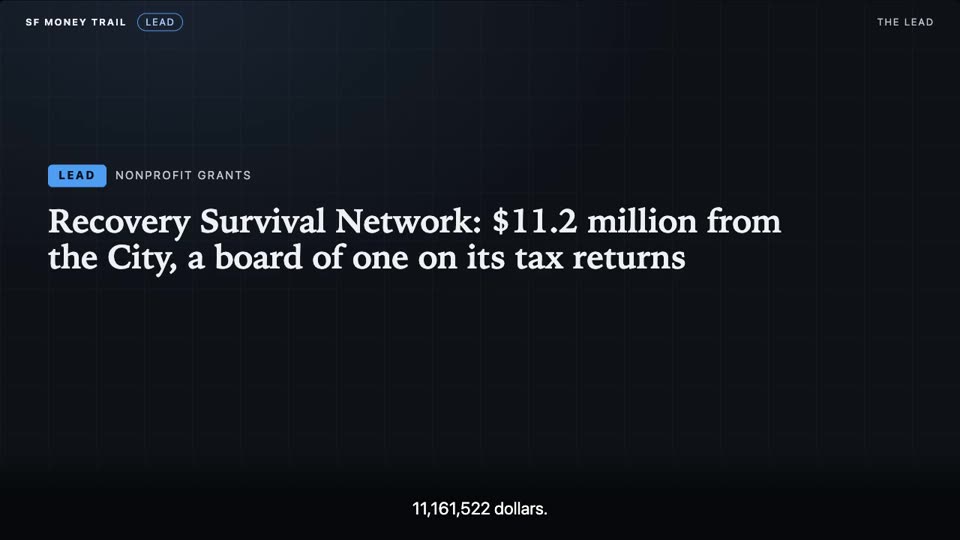 SF MONEY TRAIL LEAD THE LEAD
LEAD NONPROFIT GRANTS
Recovery Survival Network: $11.2 million from
the City, a board of one on its tax returns
11,161,522 dollars.